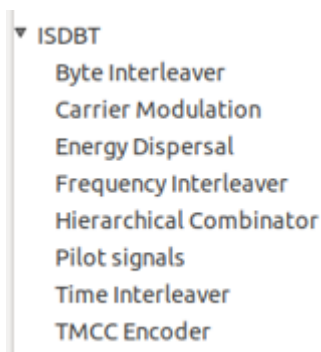 ISDBT
Byte Interleaver
Carrier Modulation
Energy Dispersal
Frequency Interleaver
Hierarchical Combinator
Pilot signals
Time Interleaver
TMCC Encoder